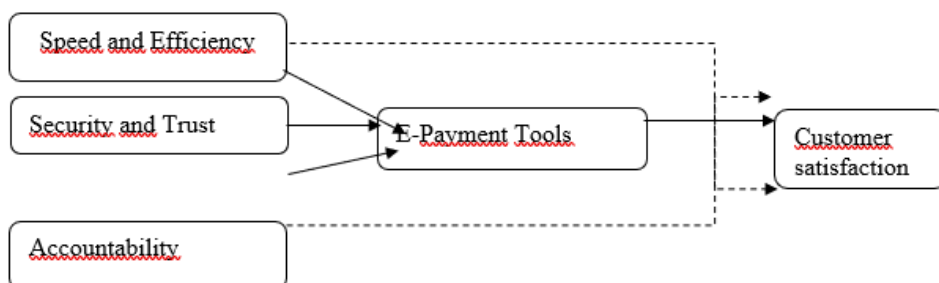 Speed and Efficiency
Security and Trust
E-Payment Tools
Customer
satisfaction
Accountability